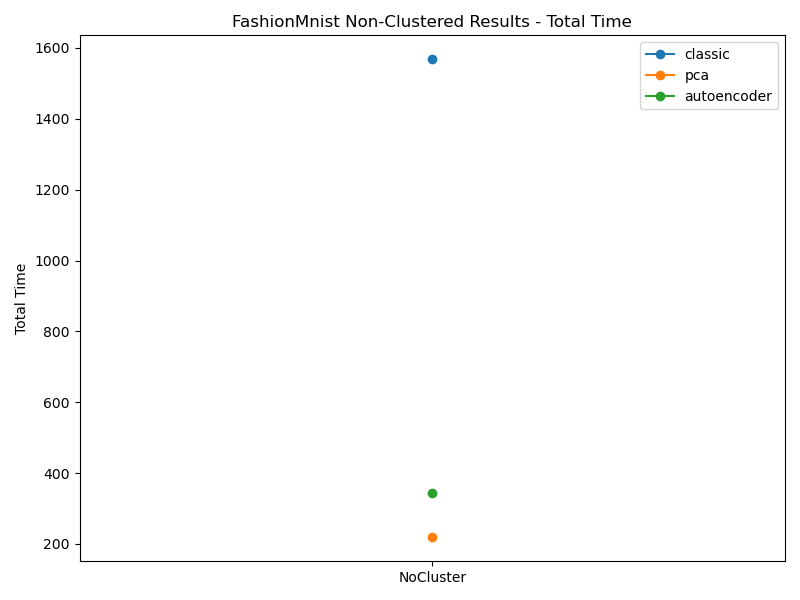 FashionMnist Non-Clustered Results - Total Time
classic
pca
autoencoder
1600
1400
1200
1000
800
600
400
200
Total Time
NoCluster